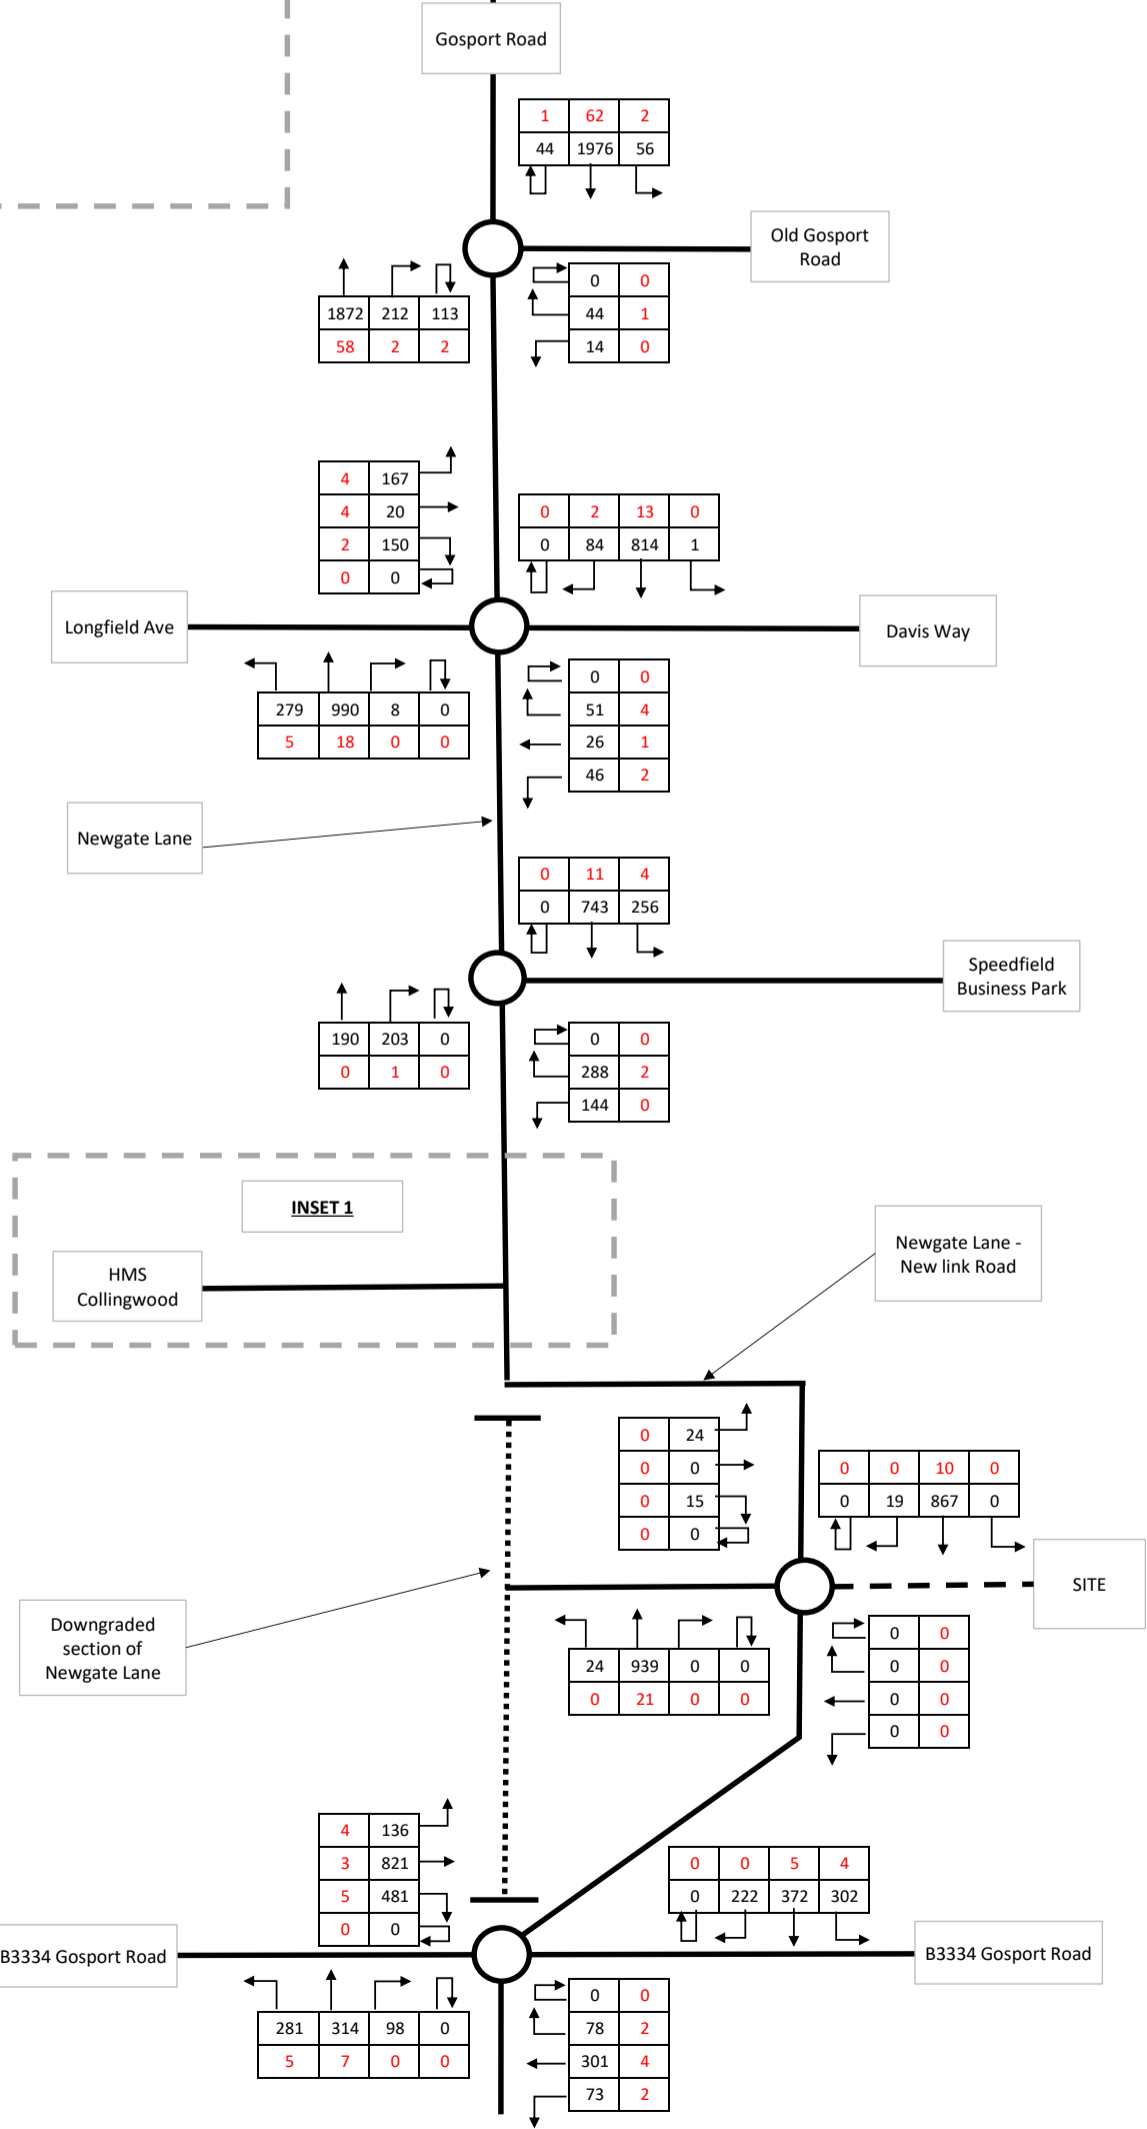 Gosport Road
1 62 2
44 1976 56
Old Gosport
Road
0 0
44 1
14 0
1872 212 113
58 2 2
4 167
4 20
2 150
0 0
0 2 13 0
0 84 814 1
Longfield Ave
Davis Way
279 990 8 0
5 18 0 0
0 0
51 4
26 1
46 2
Newgate Lane
0 11 4
0 743 256
Speedfield
Business Park
190 203 0
0 1 0
0 0
288 2
144 0
INSET 1
HMS
Collingwood
Newgate Lane -
New link Road
0 24
0 0
0 15
0 0
0 0 10 0
0 19 867 0
SITE
Downgraded
section of
Newgate Lane
24 939 0 0
0 21 0 0
0 0
0 0
0 0
0 0
4 136
3 821
5 481
0 0
0 0 5 4
0 222 372 302
B3334 Gosport Road
B3334 Gosport Road
281 314 98 0
5 7 0 0
0 0
78 2
301 4
73 2